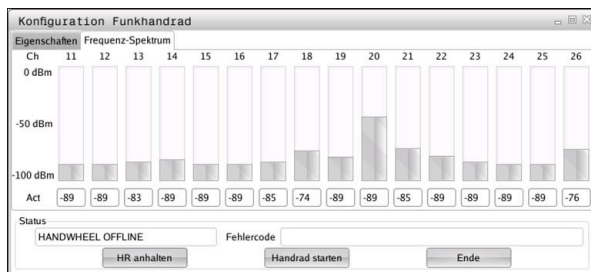 Konfiguration Funkhandrad
Eigenschaften Frequenz-Spektrum
Ch 11 12 13 14 15 16 17 18 19 20 21 22 23 24 25 26
0 dBm
-50 dBm
-100 dBm
Act -89 -89 -83 -89 -89 -89 -85 -74 -89 -89 -85 -89 -89 -89 -89 -76
Status
HANDWHEEL OFFLINE Fehlercode
HR anhalten Handrad starten Ende